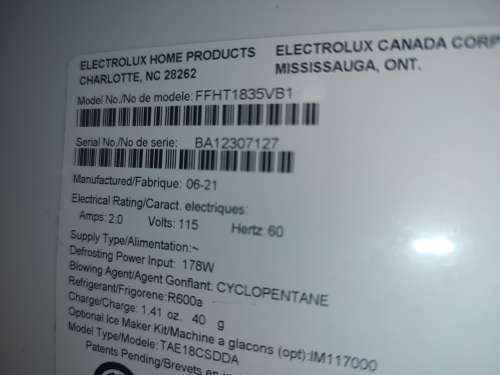 ELECTROLUX HOME PRODUCTS
CHARLOTTE, NC 28262
ELECTROLUX CANADA CORP
MISSISSAUGA, ONT.
Model No./No de modele: FFHT1835VB1
Serial No./No de serie: BA12307127
Manufactured/Fabrique: 06-21
Electrical Rating/Caract. electriques:
Amps: 2.0 Volts: 115 Hertz: 60
Supply Type/Alimentation:~
Defrosting Power Input: 178W
Blowing Agent/Agent Gonflant: CYCLOPENTANE
Refrigerant/Frigorene: R600a
Charge/Charge: 1.41 oz. 40 g
Optional Ice Maker Kit/Machine a glacons (opt):IM117000
Model Type/Modele: TAE18CSDDA
Patents Pending/Brevets en